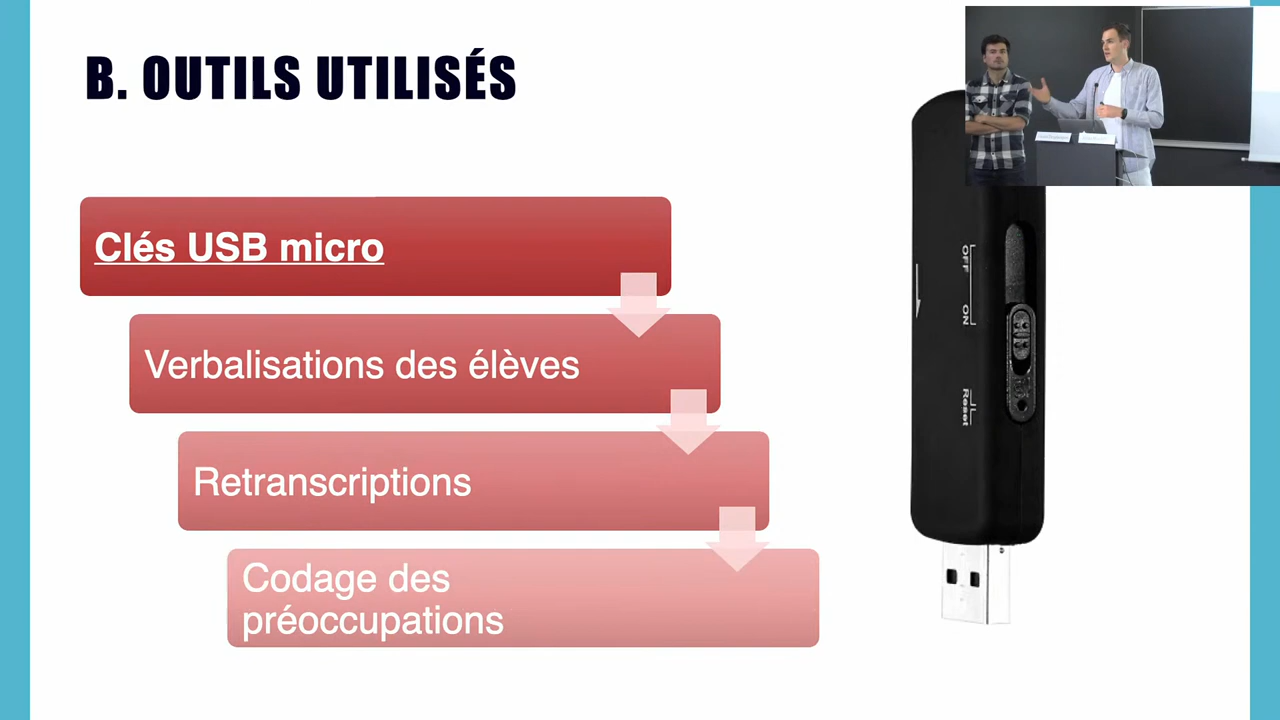 B. OUTILS UTILISÉS
Clés USB micro
Verbalisations des élèves
Retranscriptions
Codage des
préoccupations
OFF ON
Reset